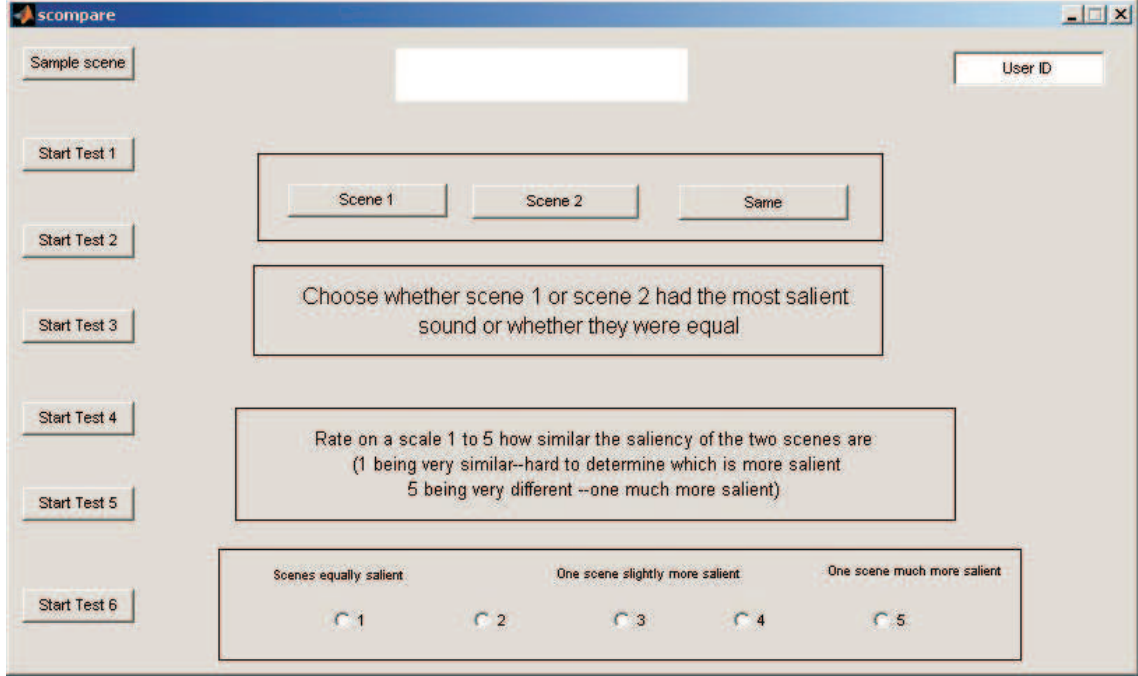 scompare
Sample scene
User ID
Start Test 1
Scene 1
Scene 2
Same
Start Test 2
Choose whether scene 1 or scene 2 had the most salient
sound or whether they were equal
Start Test 3
Start Test 4
Rate on a scale 1 to 5 how similar the saliency of the two scenes are
(1 being very similar--hard to determine which is more salient
5 being very different --one much more salient)
Start Test 5
Scenes equally salient
One scene slightly more salient
One scene much more salient
Start Test 6
1
2
3
4
5